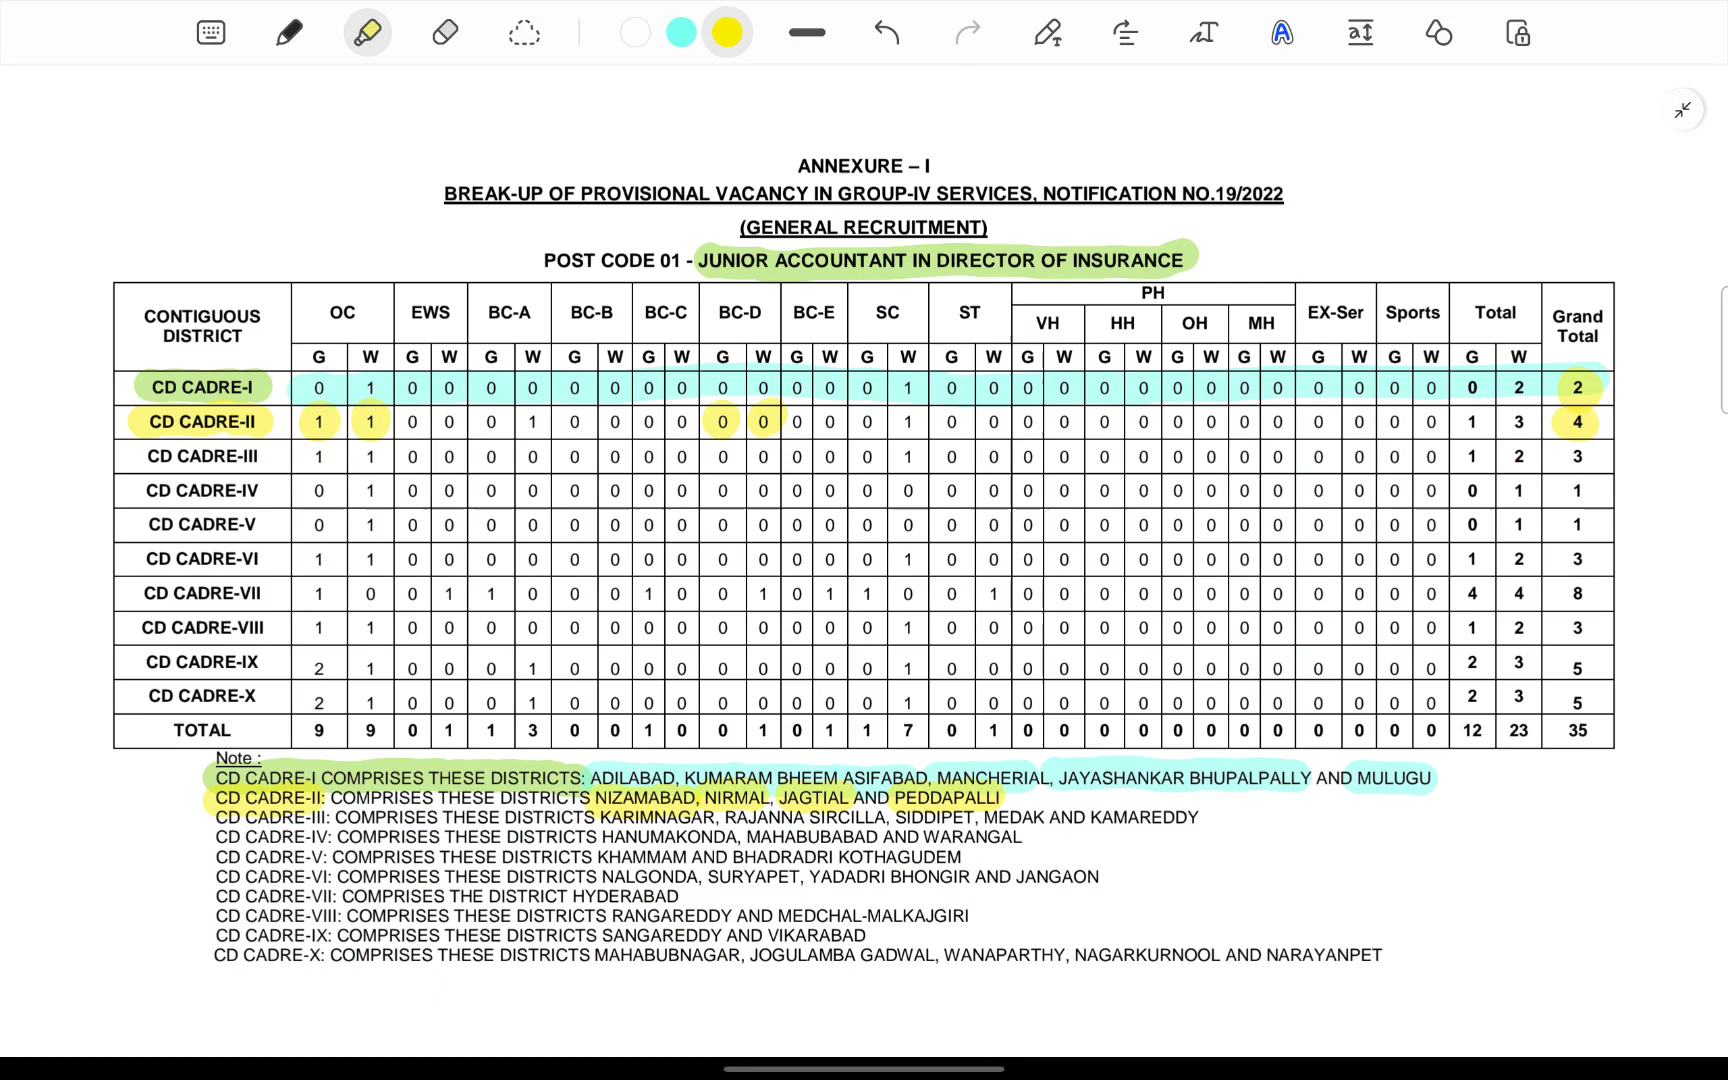 ANNEXURE – I
BREAK-UP OF PROVISIONAL VACANCY IN GROUP-IV SERVICES, NOTIFICATION NO.19/2022
(GENERAL RECRUITMENT)
POST CODE 01 - JUNIOR ACCOUNTANT IN DIRECTOR OF INSURANCE
CONTIGUOUS DISTRICT OC EWS BC-A BC-B BC-C BC-D BC-E SC ST PH EX-Ser Sports Total Grand Total
VH HH OH MH
G W G W G W G W G W G W G W G W G W G W G W G W G W G W G W G W
CD CADRE-I 0 1 0 0 0 0 0 0 0 0 0 0 0 0 0 1 0 0 0 0 0 0 0 0 0 0 0 0 0 0 0 2 2
CD CADRE-II 1 1 0 0 0 1 0 0 0 0 0 0 0 0 0 1 0 0 0 0 0 0 0 0 0 0 0 0 0 0 1 3 4
CD CADRE-III 1 1 0 0 0 0 0 0 0 0 0 0 0 0 0 1 0 0 0 0 0 0 0 0 0 0 0 0 0 0 1 2 3
CD CADRE-IV 0 1 0 0 0 0 0 0 0 0 0 0 0 0 0 0 0 0 0 0 0 0 0 0 0 0 0 0 0 0 0 1 1
CD CADRE-V 0 1 0 0 0 0 0 0 0 0 0 0 0 0 0 0 0 0 0 0 0 0 0 0 0 0 0 0 0 0 0 1 1
CD CADRE-VI 1 1 0 0 0 0 0 0 0 0 0 0 0 0 0 1 0 0 0 0 0 0 0 0 0 0 0 0 0 0 1 2 3
CD CADRE-VII 1 0 0 1 1 0 0 0 1 0 0 1 0 1 1 0 0 1 0 0 0 0 0 0 0 0 0 0 0 0 4 4 8
CD CADRE-VIII 1 1 0 0 0 0 0 0 0 0 0 0 0 0 0 1 0 0 0 0 0 0 0 0 0 0 0 0 0 0 1 2 3
CD CADRE-IX 2 1 0 0 0 1 0 0 0 0 0 0 0 0 0 1 0 0 0 0 0 0 0 0 0 0 0 0 0 0 2 3 5
CD CADRE-X 2 1 0 0 0 1 0 0 0 0 0 0 0 0 0 1 0 0 0 0 0 0 0 0 0 0 0 0 0 0 2 3 5
TOTAL 9 9 0 1 1 3 0 0 1 0 0 1 0 1 1 7 0 1 0 0 0 0 0 0 0 0 0 0 0 0 12 23 35
Note :
CD CADRE-I COMPRISES THESE DISTRICTS: ADILABAD, KUMARAM BHEEM ASIFABAD, MANCHERIAL, JAYASHANKAR BHUPALPALLY AND MULUGU
CD CADRE-II: COMPRISES THESE DISTRICTS NIZAMABAD, NIRMAL, JAGTIAL AND PEDDAPALLI
CD CADRE-III: COMPRISES THESE DISTRICTS KARIMNAGAR, RAJANNA SIRCILLA, SIDDIPET, MEDAK AND KAMAREDDY
CD CADRE-IV: COMPRISES THESE DISTRICTS HANUMAKONDA, MAHABUBABAD AND WARANGAL
CD CADRE-V: COMPRISES THESE DISTRICTS KHAMMAM AND BHADRADRI KOTHAGUDEM
CD CADRE-VI: COMPRISES THESE DISTRICTS NALGONDA, SURYAPET, YADADRI BHONGIR AND JANGAON
CD CADRE-VII: COMPRISES THE DISTRICT HYDERABAD
CD CADRE-VIII: COMPRISES THESE DISTRICTS RANGAREDDY AND MEDCHAL-MALKAJGIRI
CD CADRE-IX: COMPRISES THESE DISTRICTS SANGAREDDY AND VIKARABAD
CD CADRE-X: COMPRISES THESE DISTRICTS MAHABUBNAGAR, JOGULAMBA GADWAL, WANAPARTHY, NAGARKURNOOL AND NARAYANPET